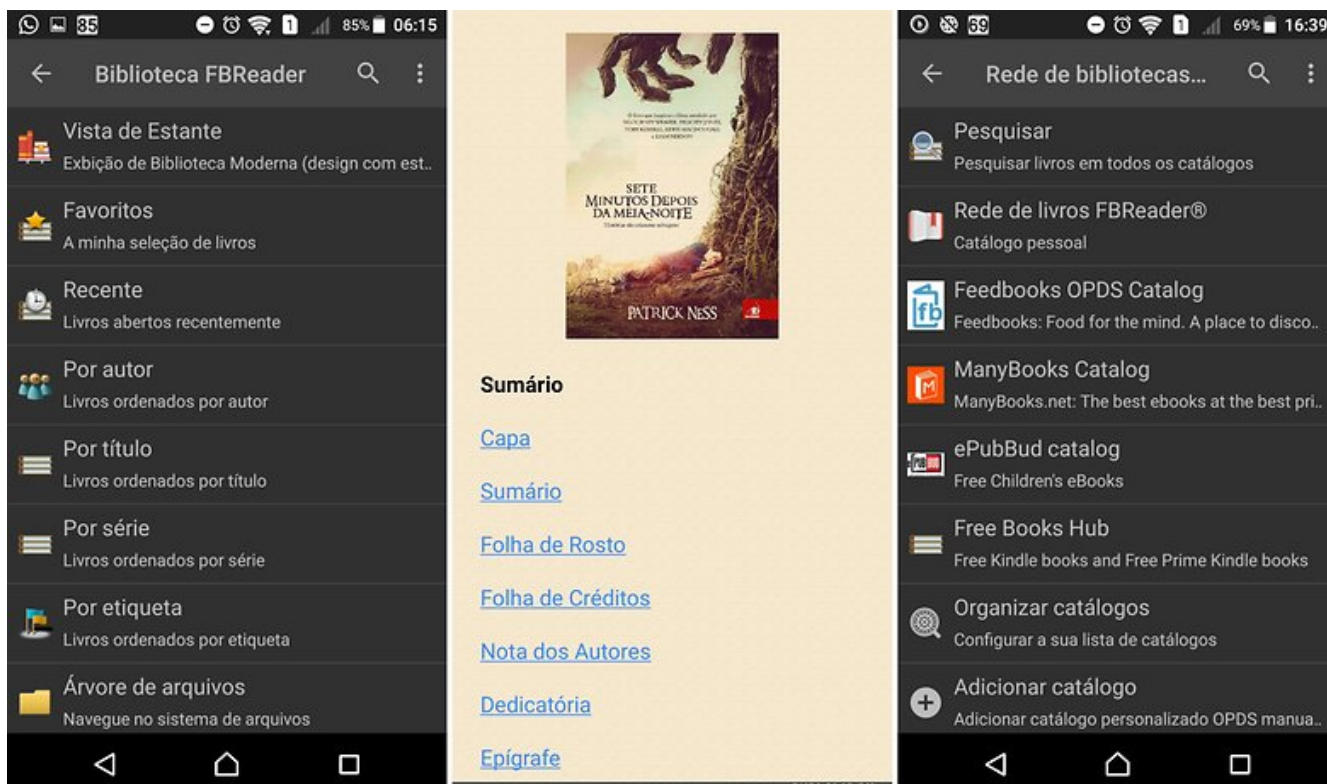 35
1
85%
06:15
Biblioteca FBReader
Vista de Estante
Exbição de Biblioteca Moderna (design com est..
Favoritos
A minha seleção de livros
Recente
Livros abertos recentemente
Por autor
Livros ordenados por autor
Por título
Livros ordenados por título
Por série
Livros ordenados por série
Por etiqueta
Livros ordenados por etiqueta
Árvore de arquivos
Navegue no sistema de arquivos
SETE
MINUTOS DEPOIS
DA MEIA-NOITE
PATRICK NESS
Sumário
Capa
Sumário
Folha de Rosto
Folha de Créditos
Nota dos Autores
Dedicatória
Epígrafe
69
1
69%
16:39
Rede de bibliotecas...
Pesquisar
Pesquisar livros em todos os catálogos
Rede de livros FBReader®
Catálogo pessoal
fb
Feedbooks OPDS Catalog
Feedbooks: Food for the mind. A place to disco..
M
ManyBooks Catalog
ManyBooks.net: The best ebooks at the best pri..
ePubBud catalog
Free Children's eBooks
Free Books Hub
Free Kindle books and Free Prime Kindle books
Organizar catálogos
Configurar a sua lista de catálogos
Adicionar catálogo
Adicionar catálogo personalizado OPDS manua..